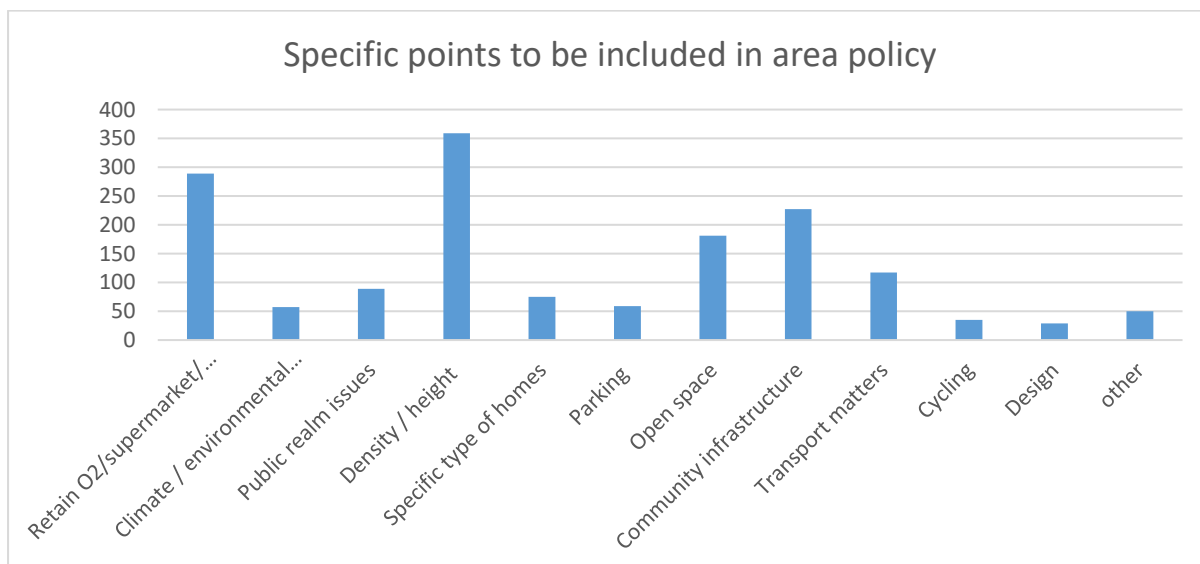 Specific points to be included in area policy
400
350
300
250
200
150
100
50
0
Retain O2/supermarket/...
Climate / environmental...
Public realm issues
Density / height
Specific type of homes
Parking
Open space
Community infrastructure
Transport matters
Cycling
Design
other